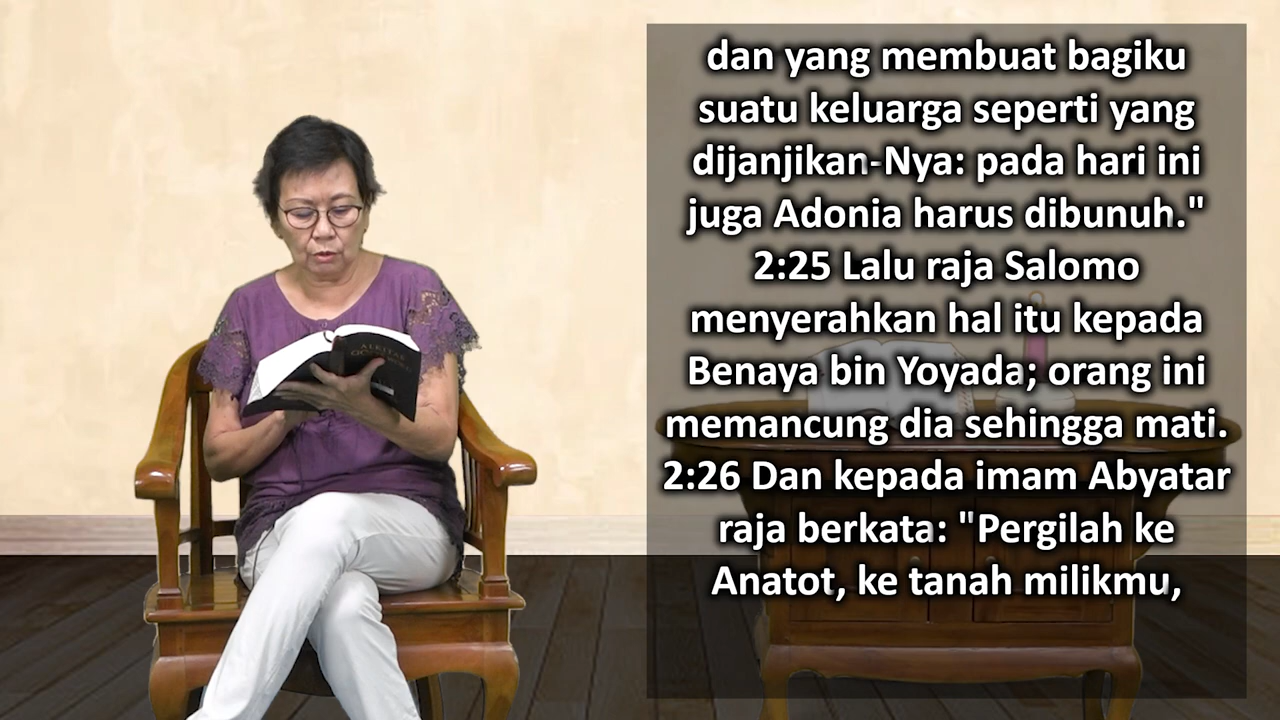 dan yang membuat bagiku
suatu keluarga seperti yang
dijanjikan-Nya: pada hari ini
juga Adonia harus dibunuh."
2:25 Lalu raja Salomo
menyerahkan hal itu kepada
Benaya bin Yoyada; orang ini
memancung dia sehingga mati.
2:26 Dan kepada imam Abyatar
raja berkata: "Pergilah ke
Anatot, ke tanah milikmu,
ALKITAB